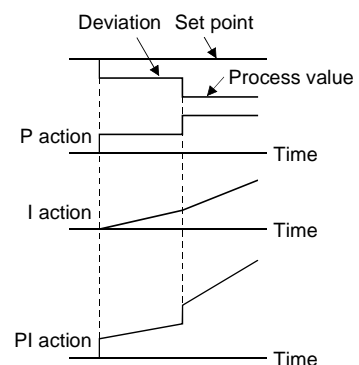 Deviation Set point
Process value
P action
Time
I action
Time
PI action
Time